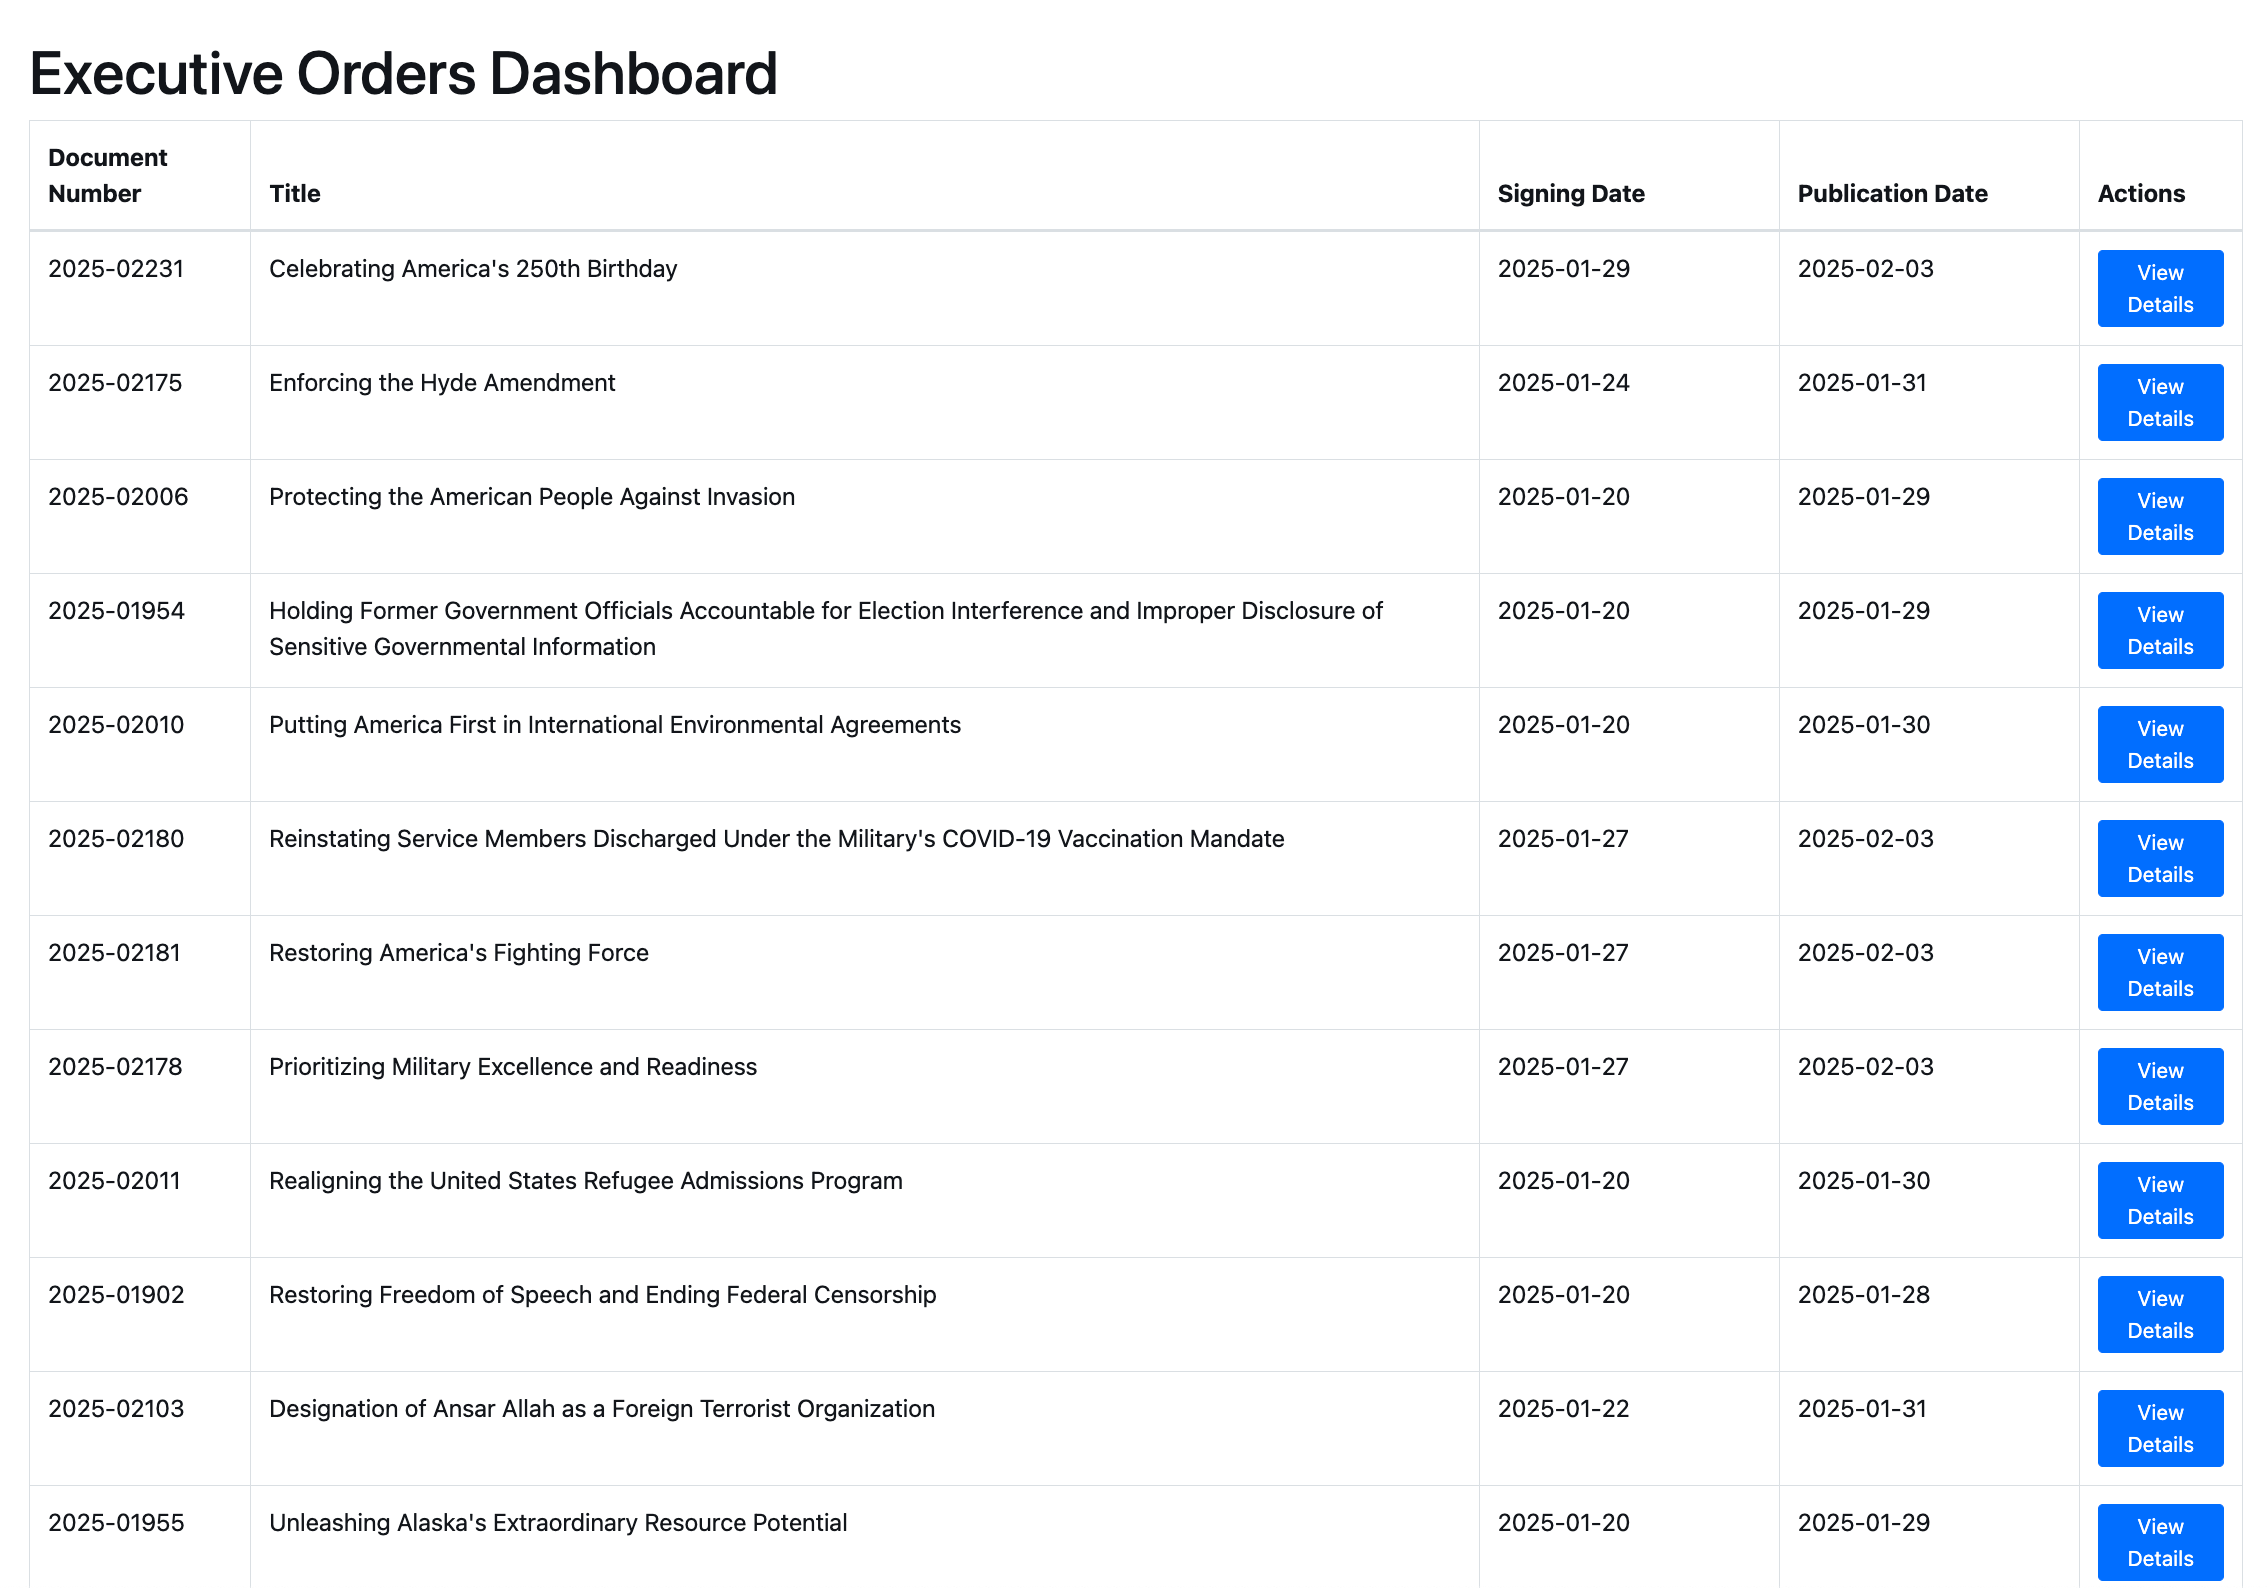 Executive Orders Dashboard
Document
Number
Title
Signing Date
Publication Date
Actions
2025-02231
Celebrating America's 250th Birthday
2025-01-29
2025-02-03
View
Details
2025-02175
Enforcing the Hyde Amendment
2025-01-24
2025-01-31
View
Details
2025-02006
Protecting the American People Against Invasion
2025-01-20
2025-01-29
View
Details
2025-01954
Holding Former Government Officials Accountable for Election Interference and Improper Disclosure of
Sensitive Governmental Information
2025-01-20
2025-01-29
View
Details
2025-02010
Putting America First in International Environmental Agreements
2025-01-20
2025-01-30
View
Details
2025-02180
Reinstating Service Members Discharged Under the Military's COVID-19 Vaccination Mandate
2025-01-27
2025-02-03
View
Details
2025-02181
Restoring America's Fighting Force
2025-01-27
2025-02-03
View
Details
2025-02178
Prioritizing Military Excellence and Readiness
2025-01-27
2025-02-03
View
Details
2025-02011
Realigning the United States Refugee Admissions Program
2025-01-20
2025-01-30
View
Details
2025-01902
Restoring Freedom of Speech and Ending Federal Censorship
2025-01-20
2025-01-28
View
Details
2025-02103
Designation of Ansar Allah as a Foreign Terrorist Organization
2025-01-22
2025-01-31
View
Details
2025-01955
Unleashing Alaska's Extraordinary Resource Potential
2025-01-20
2025-01-29
View
Details